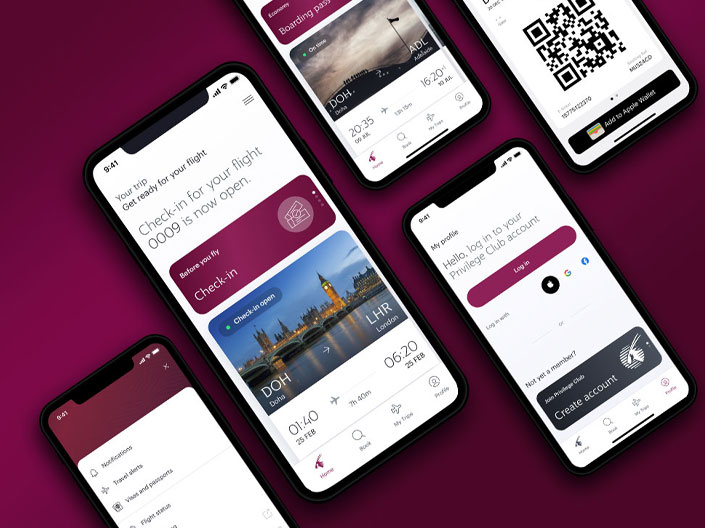 9:41
Your trip
Get ready for your flight
Check-in for your flight
0009 is now open.
Before you fly
Check-in
Check-in open
DOH
Doha
LHR
London
01:40
25 FEB
7h 40m
06:20
25 FEB
Home
Book
My Trips
Profile
Economy
Boarding pass
On time
DOH
Doha
ADL
Adelaide
20:35
09 JUL
13h 15m
16:20
10 JUL
Home
Book
My Trips
Profile
Add to Apple Wallet
9:41
My profile
Hello, log in to your
Privilege Club account
Log in
Log in with
or
Not yet a member?
Join Privilege Club
Create account
Home
Book
My Trips
Profile
9:41
Notifications
Travel alerts
Visas and passports
Flight status